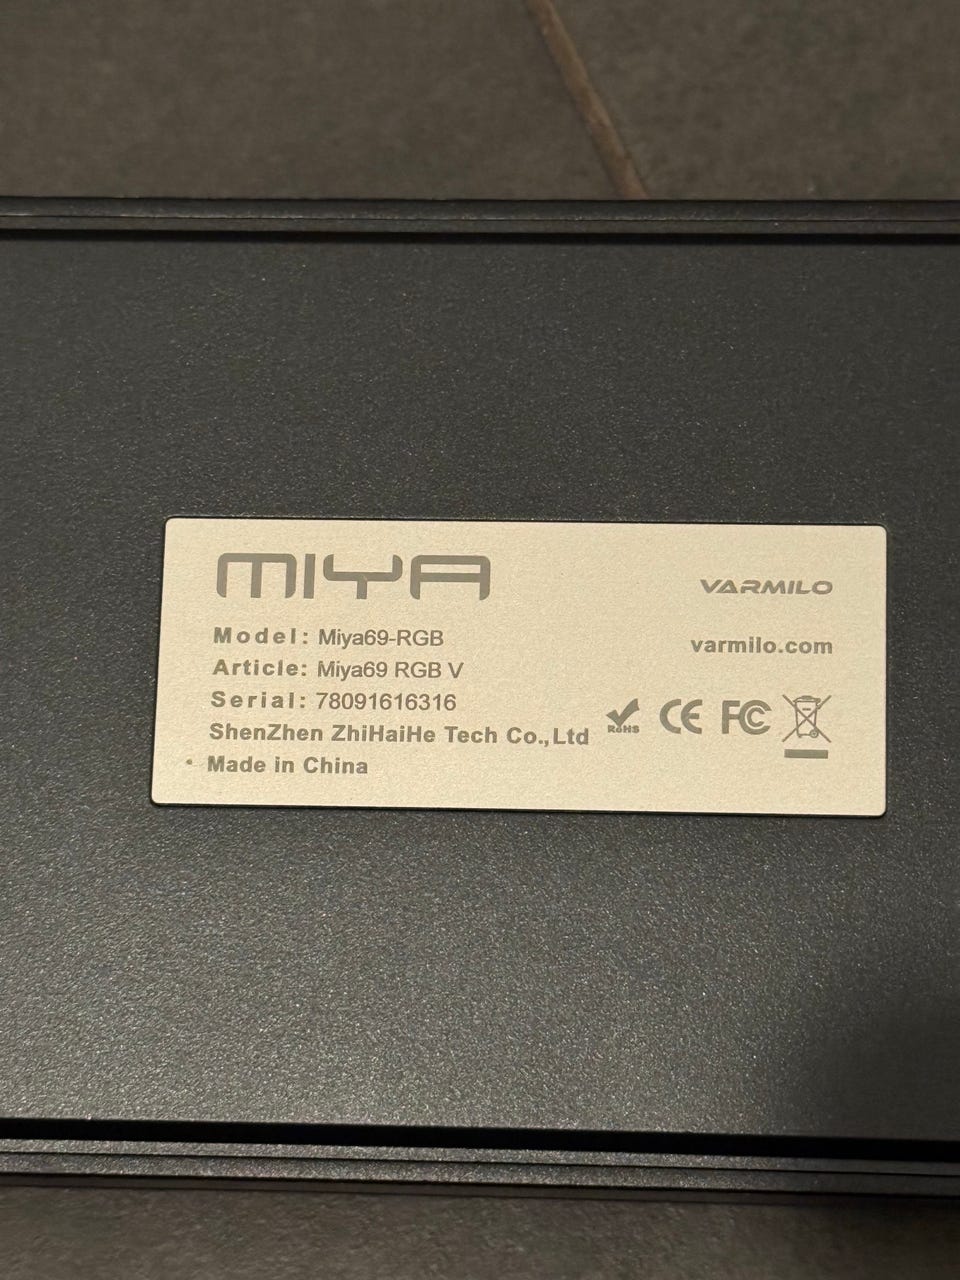 MIYA
VARMILO
Model: Miya69-RGB
varmilo.com
Article: Miya69 RGB V
Serial: 78091616316
ShenZhen ZhiHaiHe Tech Co.,Ltd
RoHS CE FC
Made in China